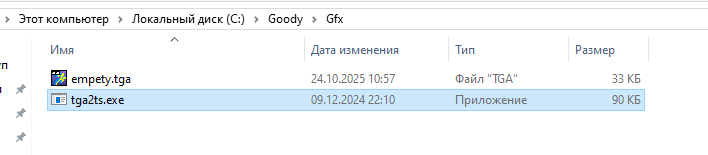 Этот компьютер > Локальный диск (C:) > Goody > Gfx
Имя Дата изменения Тип Размер
уп empety.tga 24.10.2025 10:57 Файл "TGA" 33 КБ
tga2ts.exe 09.12.2024 22:10 Приложение 90 КБ